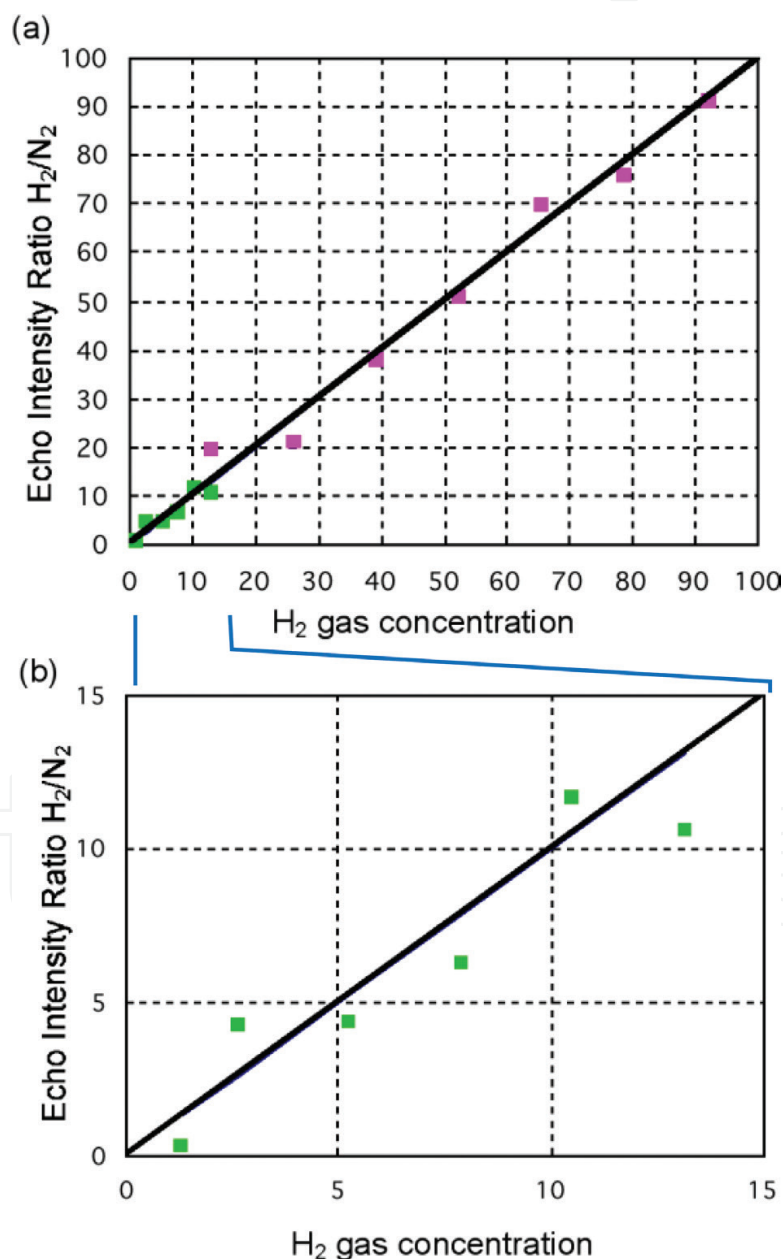 (a)
Echo Intensity Ratio H₂/N₂
100
90
80
70
60
50
40
30
20
10
0
0 10 20 30 40 50 60 70 80 90 100
H₂ gas concentration
(b)
Echo Intensity Ratio H₂/N₂
15
10
5
0
0 5 10 15
H₂ gas concentration